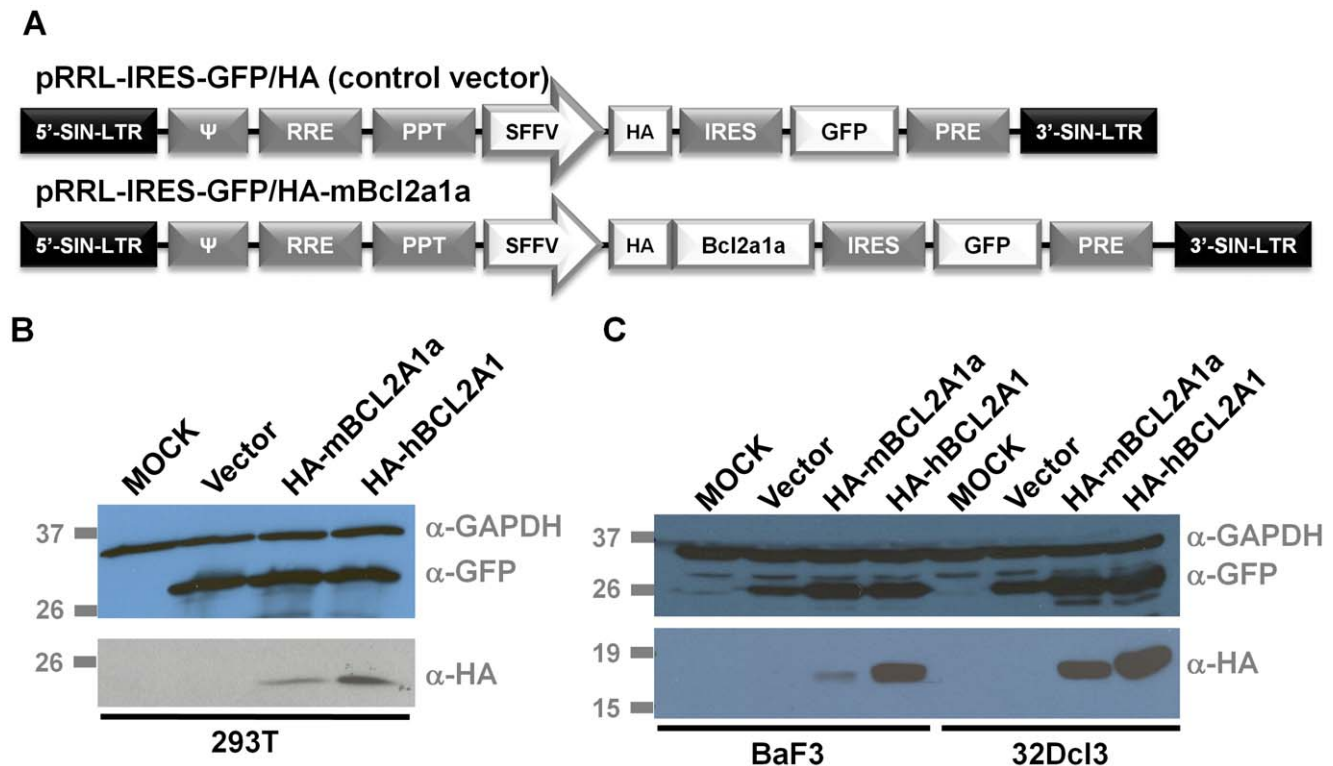 A
pRRL-IRES-GFP/HA (control vector)
5'-SIN-LTR Ψ RRE PPT SFFV HA IRES GFP PRE 3'-SIN-LTR
pRRL-IRES-GFP/HA-mBcl2a1a
5'-SIN-LTR Ψ RRE PPT SFFV HA Bcl2a1a IRES GFP PRE 3'-SIN-LTR
B
MOCK Vector HA-mBCL2A1a HA-hBCL2A1
37 α-GAPDH
α-GFP
26
26 α-HA
293T
C
MOCK Vector HA-mBCL2A1a HA-hBCL2A1 MOCK Vector HA-mBCL2A1a HA-hBCL2A1
37 α-GAPDH
26 α-GFP
19 α-HA
15
BaF3 32Dcl3